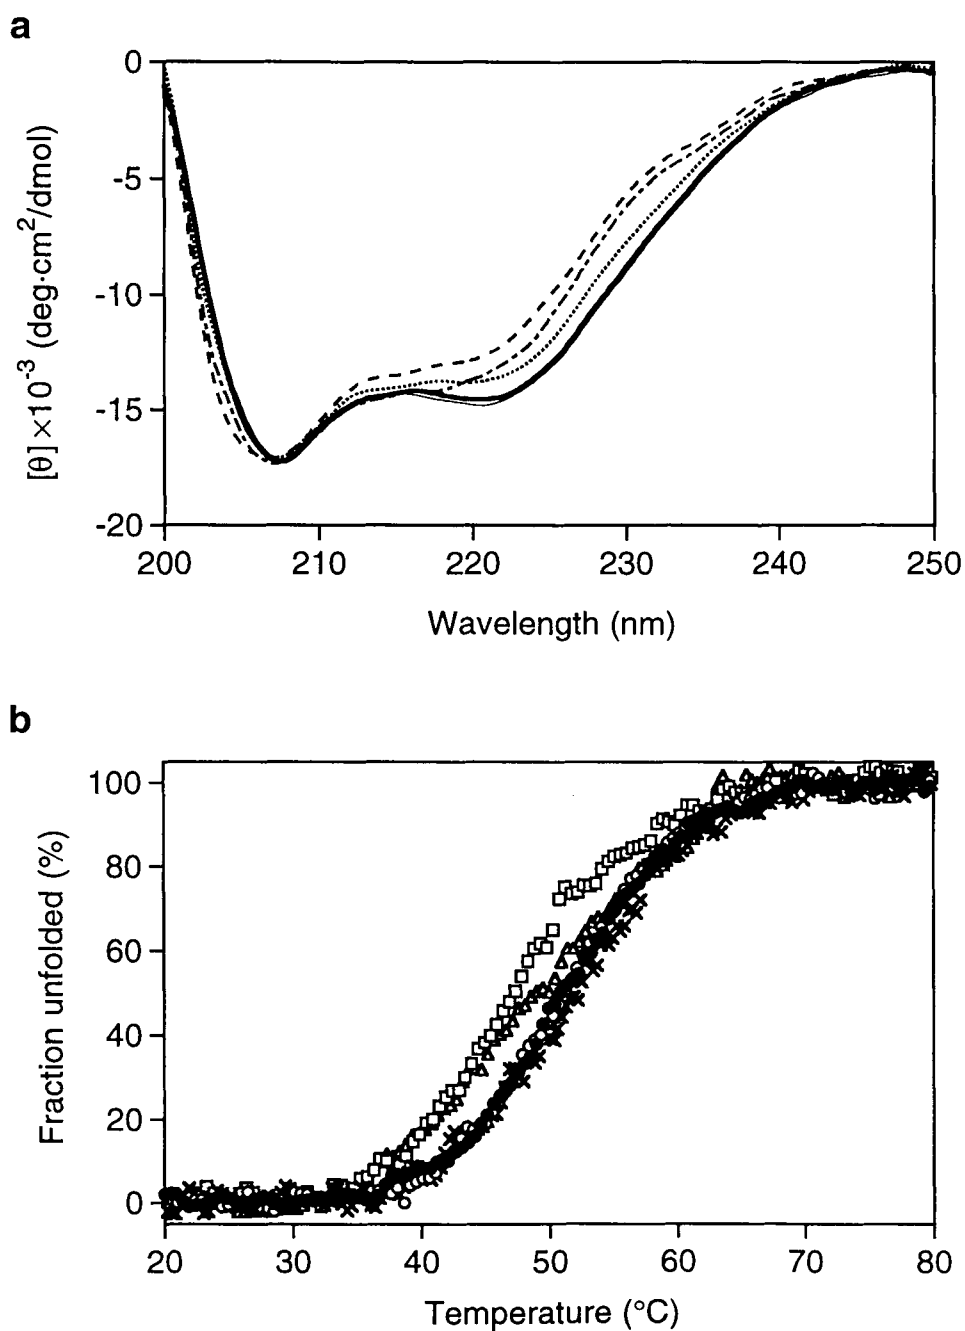 a
0
-5
-10
-15
-20
200 210 220 230 240 250
[θ]×10⁻³ (deg·cm²/dmol)
Wavelength (nm)
b
100
80
60
40
20
0
20 30 40 50 60 70 80
Fraction unfolded (%)
Temperature (°C)